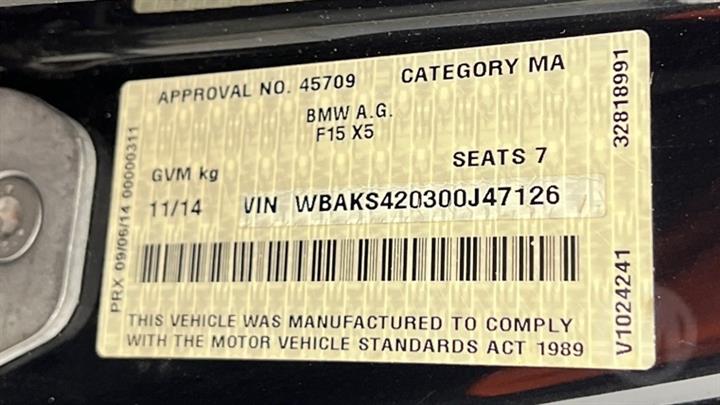 APPROVAL NO. 45709 CATEGORY MA
BMW A.G.
F15 X5
SEATS 7
GVM kg
11/14 VIN WBAKS420300J47126
THIS VEHICLE WAS MANUFACTURED TO COMPLY
WITH THE MOTOR VEHICLE STANDARDS ACT 1989
PRX 09/06/14 00000311
V1024241
32818991